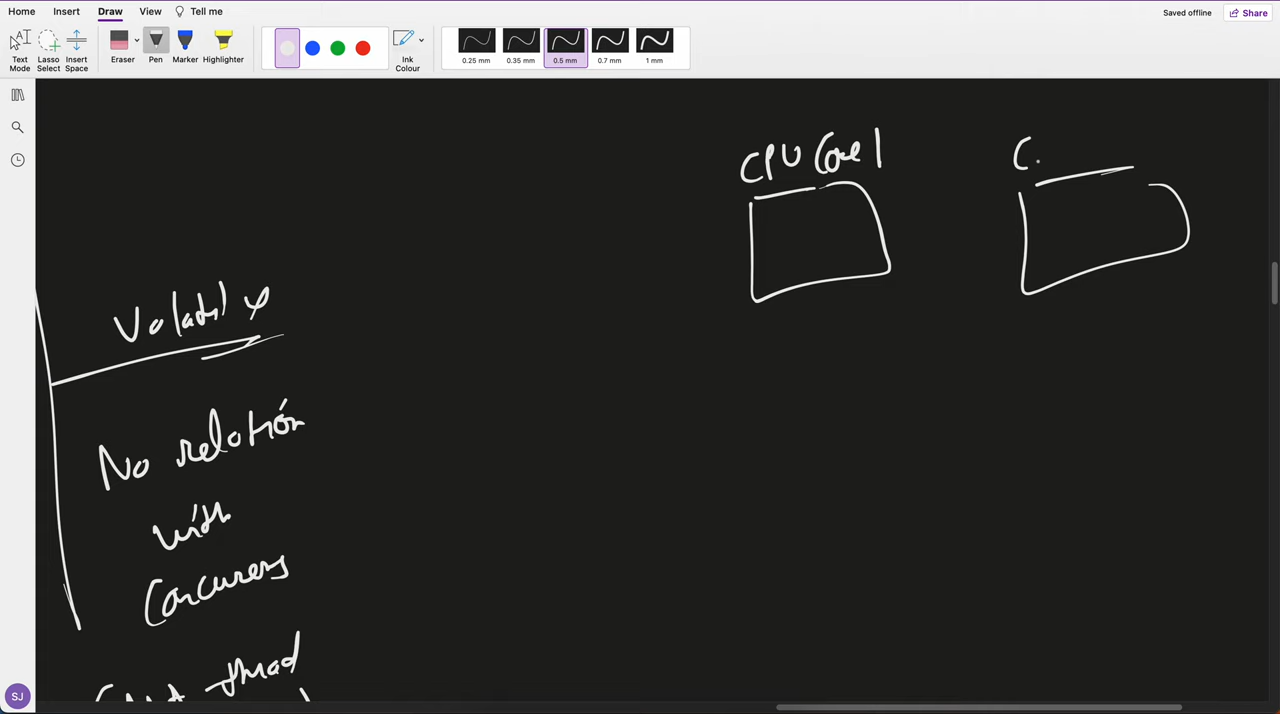 Home Insert Draw View Tell me
Saved offline Share
Text Mode Lasso Select Insert Space Eraser Pen Marker Highlighter Ink Colour 0.25 mm 0.35 mm 0.5 mm 0.7 mm 1 mm
CPU Core 1 C
No relation
with
thread
SJ